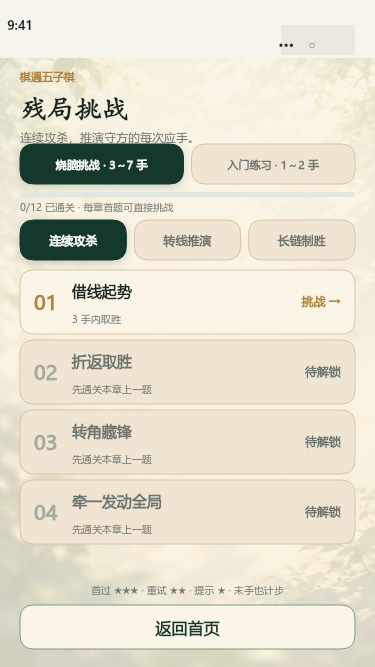 9:41
棋遇五子棋
残局挑战
连续攻杀，推演守方的每次应手。
烧脑挑战 · 3~7 手
入门练习 · 1~2 手
0/12 已通关 · 每章首题可直接挑战
连续攻杀
转线推演
长链制胜
01
借线起势
3 手内取胜
挑战 →
02
折返取胜
先通关本章上一题
待解锁
03
转角藏锋
先通关本章上一题
待解锁
04
牵一发动全局
先通关本章上一题
待解锁
首过 ★★★ · 重试 ★★ · 提示 ★ · 末手也计步
返回首页